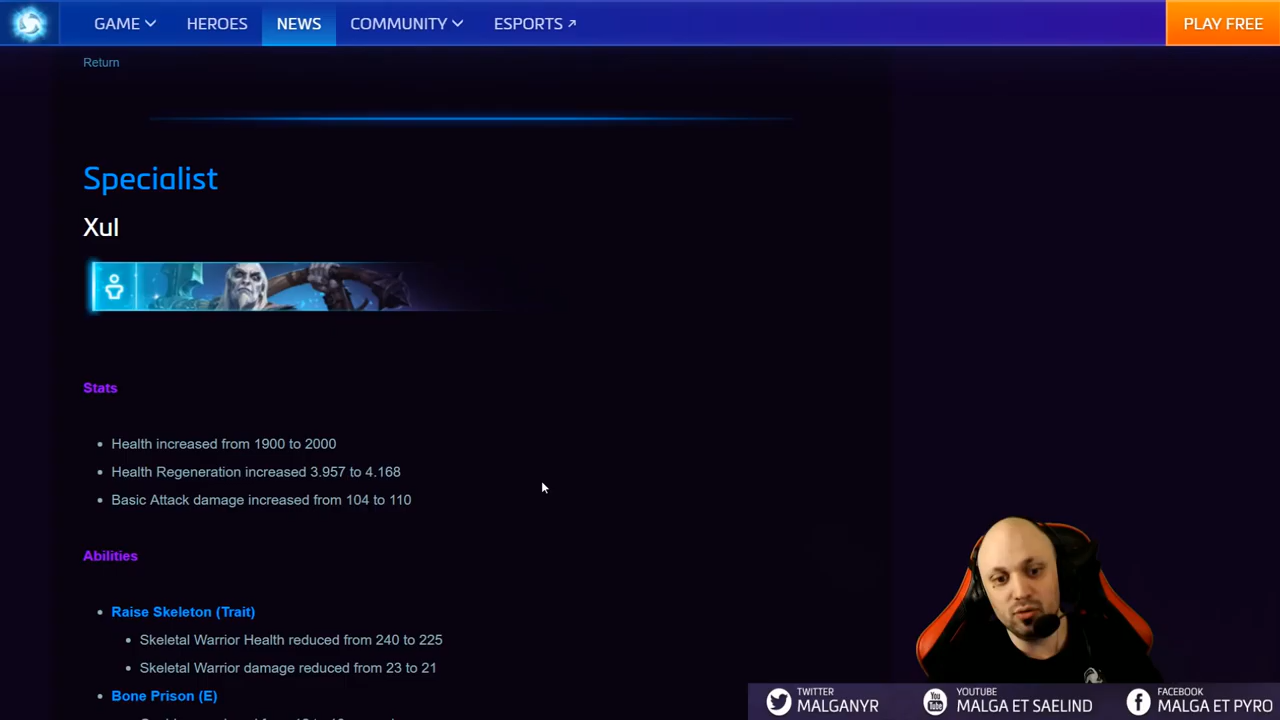 GAME HEROES NEWS COMMUNITY ESPORTS PLAY FREE
Return
Specialist
Xul
Stats
Health increased from 1900 to 2000
Health Regeneration increased 3.957 to 4.168
Basic Attack damage increased from 104 to 110
Abilities
Raise Skeleton (Trait)
Skeletal Warrior Health reduced from 240 to 225
Skeletal Warrior damage reduced from 23 to 21
Bone Prison (E)
TWITTER
MALGANYR
YOUTUBE
MALGA ET SAELIND
FACEBOOK
MALGA ET PYRO